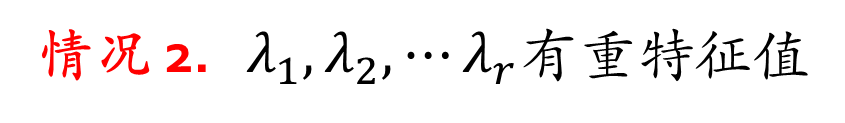 情况 2. λ₁, λ₂, ⋯ λᵣ有重特征值